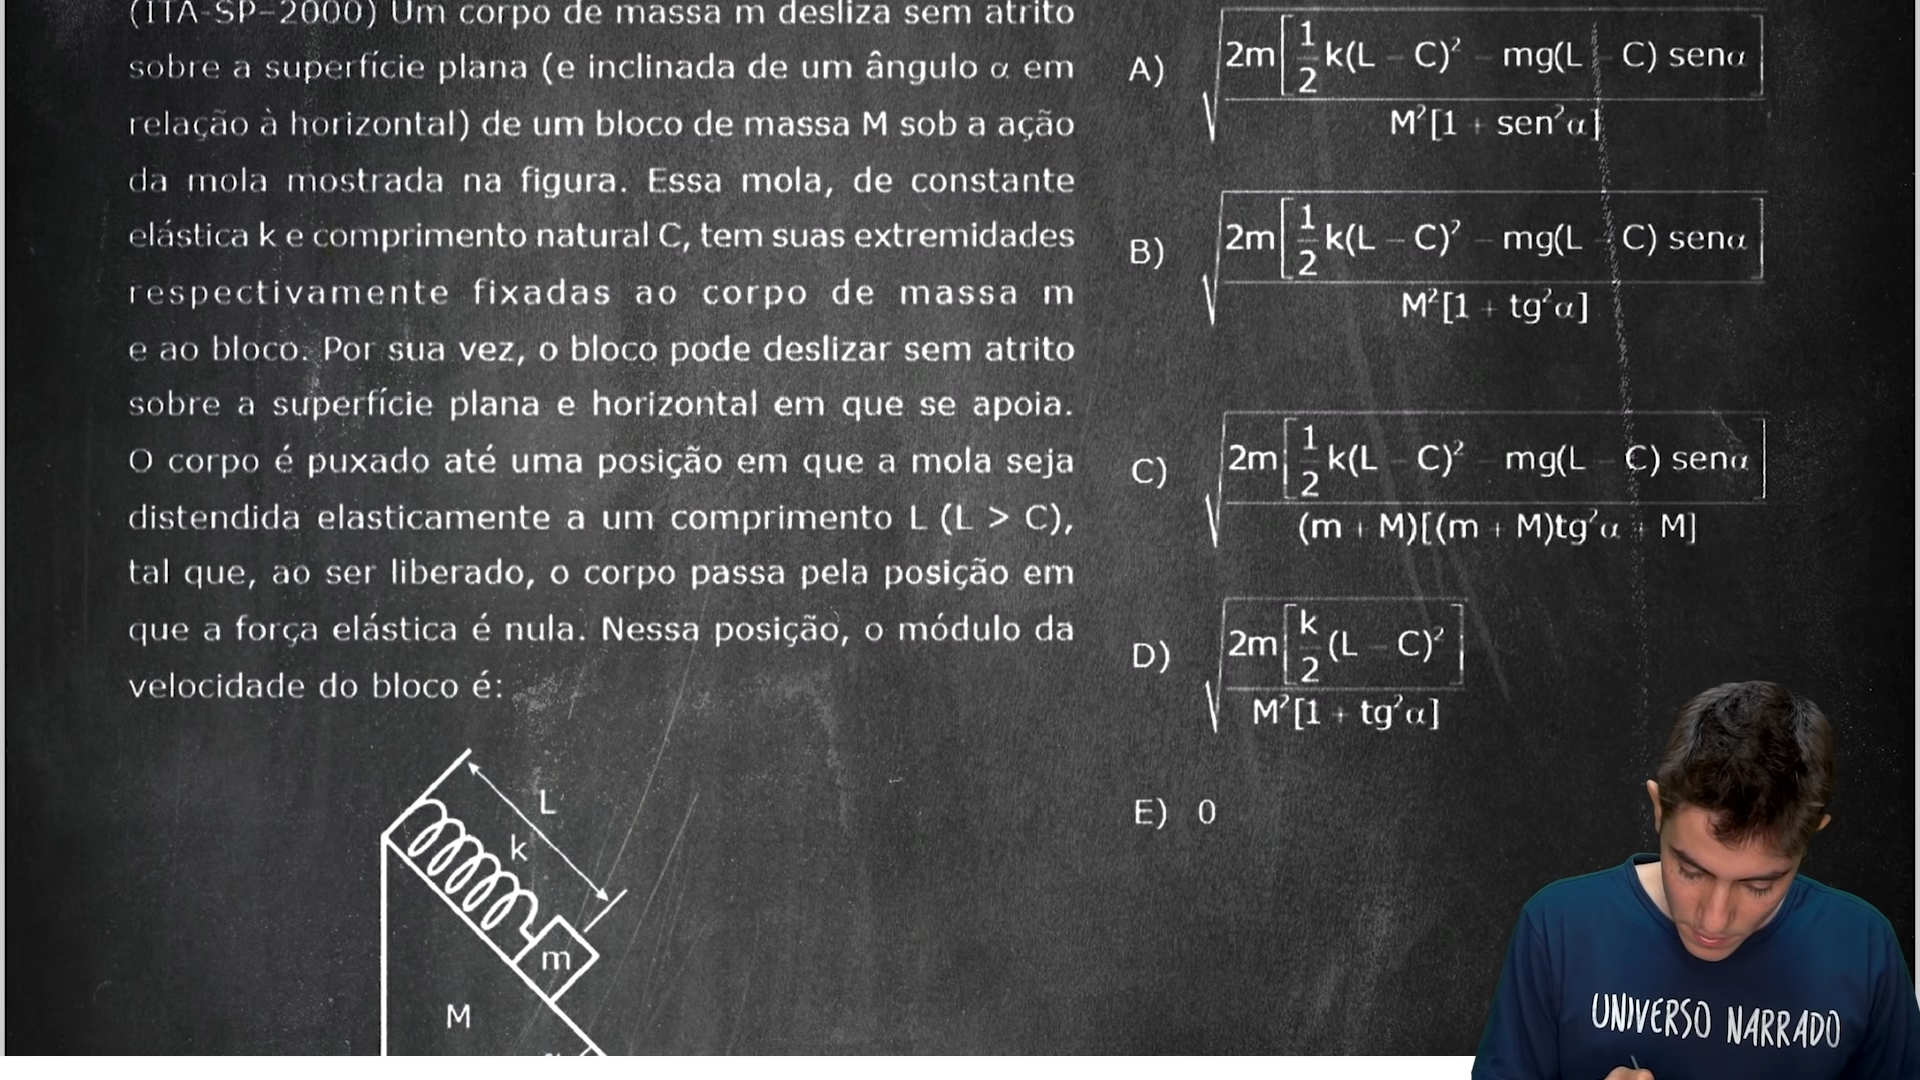 (ITA-SP–2000) Um corpo de massa m desliza sem atrito
sobre a superfície plana (e inclinada de um ângulo α em
relação à horizontal) de um bloco de massa M sob a ação
da mola mostrada na figura. Essa mola, de constante
elástica k e comprimento natural C, tem suas extremidades
respectivamente fixadas ao corpo de massa m
e ao bloco. Por sua vez, o bloco pode deslizar sem atrito
sobre a superfície plana e horizontal em que se apoia.
O corpo é puxado até uma posição em que a mola seja
distendida elasticamente a um comprimento L (L > C),
tal que, ao ser liberado, o corpo passa pela posição em
que a força elástica é nula. Nessa posição, o módulo da
velocidade do bloco é:
L
k
m
M
A) √(2m[1/2 k(L – C)² – mg(L – C) senα] / M²[1 + sen²α])
B) √(2m[1/2 k(L – C)² – mg(L – C) senα] / M²[1 + tg²α])
C) √(2m[1/2 k(L – C)² – mg(L – C) senα] / (m + M)[(m + M)tg²α + M])
D) √(2m[k/2 (L – C)²] / M²[1 + tg²α])
E) 0
UNIVERSO NARRADO